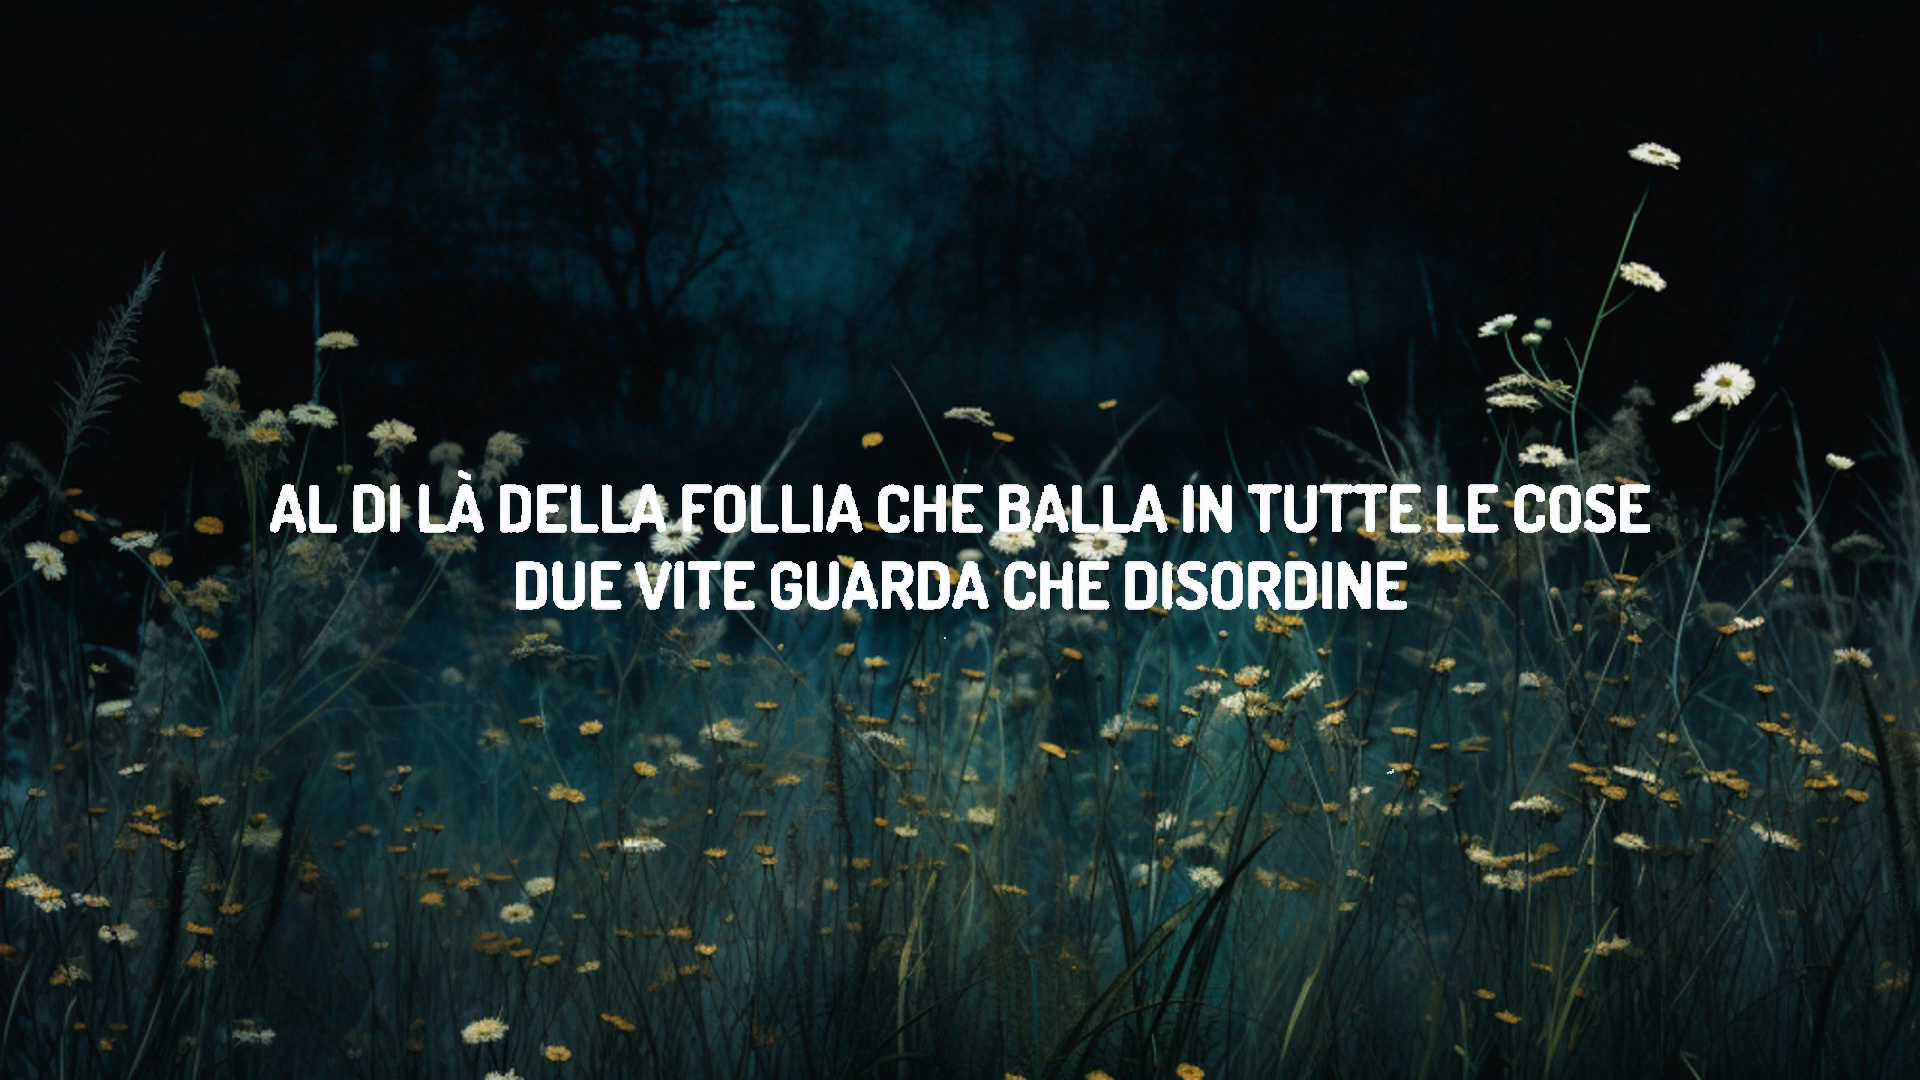 AL DI LÀ DELLA FOLLIA CHE BALLA IN TUTTE LE COSE
DUE VITE GUARDA CHE DISORDINE